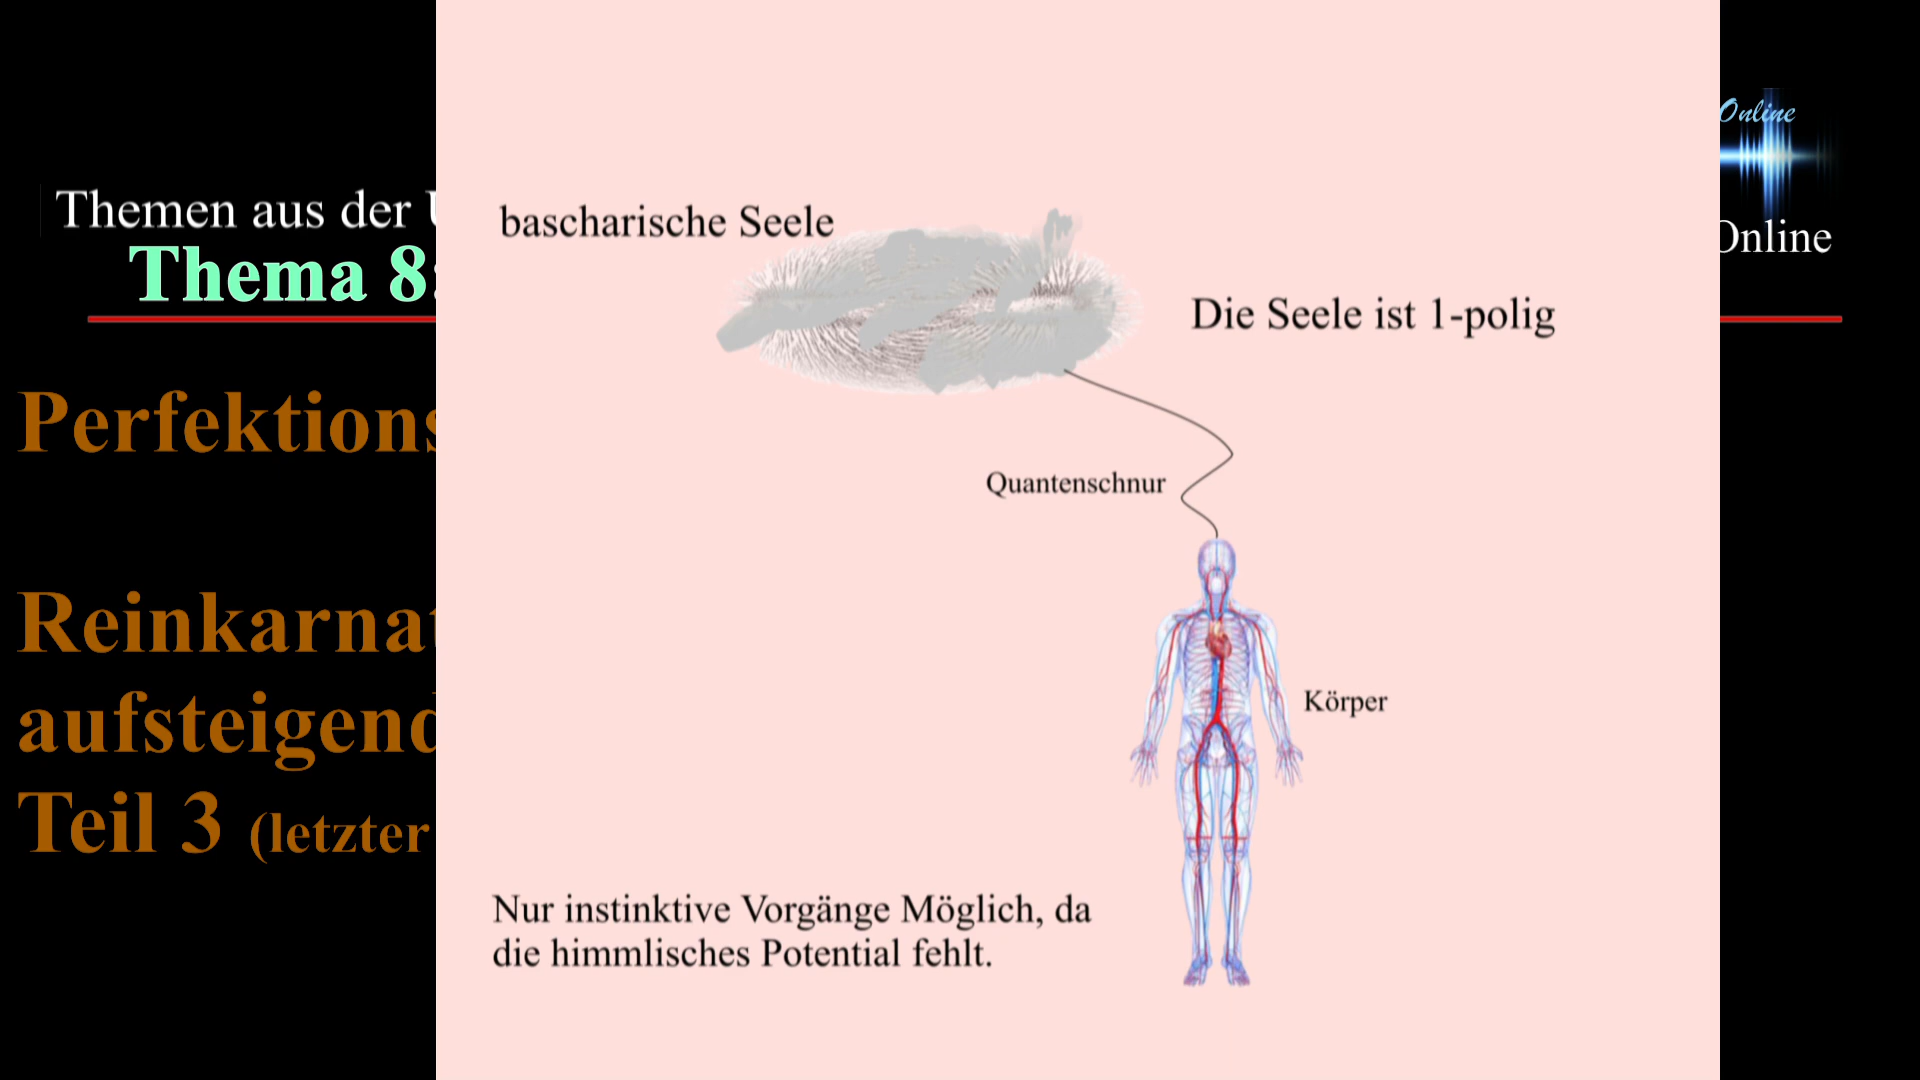 Online
Themen aus der
Thema 8:
Online
Perfektions
Reinkarnat
aufsteigend
Teil 3 (letzter
bascharische Seele
Die Seele ist 1-polig
Quantenschnur
Körper
Nur instinktive Vorgänge Möglich, da
die himmlisches Potential fehlt.